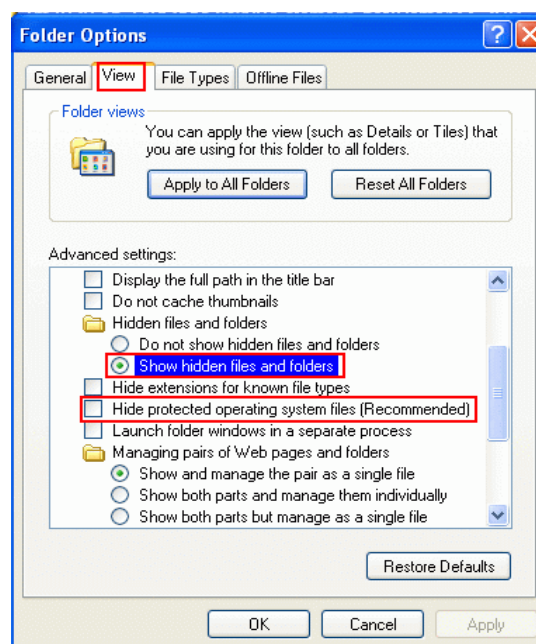 Folder Options
General View File Types Offline Files
Folder views
You can apply the view (such as Details or Tiles) that
you are using for this folder to all folders.
Apply to All Folders Reset All Folders
Advanced settings:
Display the full path in the title bar
Do not cache thumbnails
Hidden files and folders
Do not show hidden files and folders
Show hidden files and folders
Hide extensions for known file types
Hide protected operating system files (Recommended)
Launch folder windows in a separate process
Managing pairs of Web pages and folders
Show and manage the pair as a single file
Show both parts and manage them individually
Show both parts but manage as a single file
Restore Defaults
OK Cancel Apply